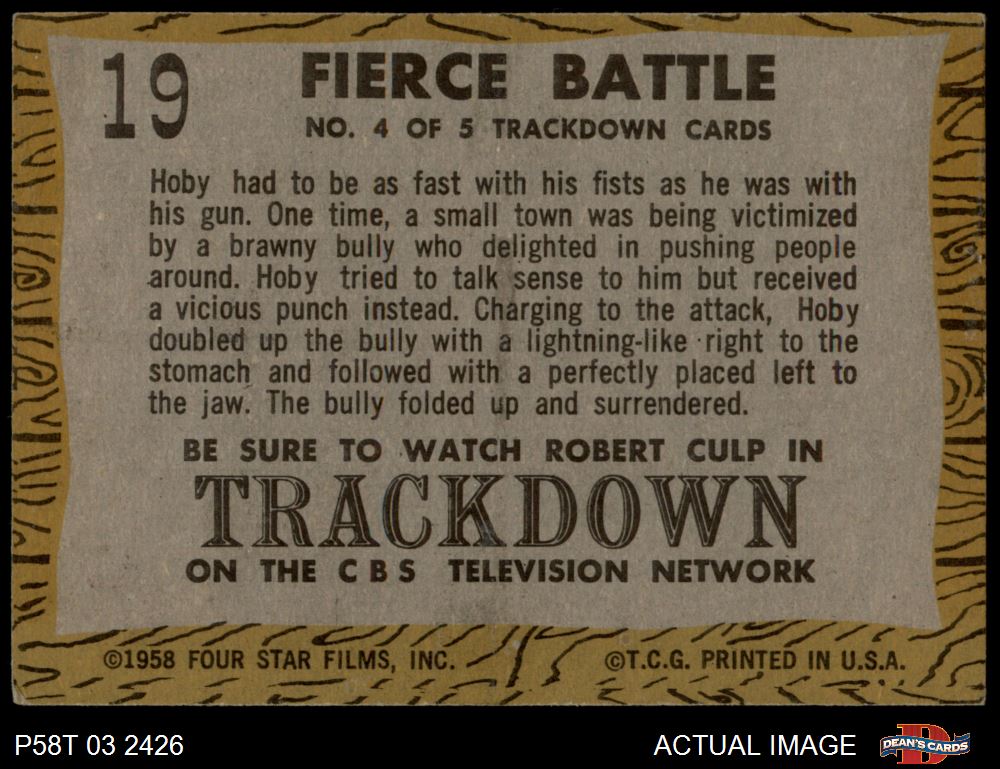 19
FIERCE BATTLE
NO. 4 OF 5 TRACKDOWN CARDS
Hoby had to be as fast with his fists as he was with
his gun. One time, a small town was being victimized
by a brawny bully who delighted in pushing people
around. Hoby tried to talk sense to him but received
a vicious punch instead. Charging to the attack, Hoby
doubled up the bully with a lightning-like right to the
stomach and followed with a perfectly placed left to
the jaw. The bully folded up and surrendered.
BE SURE TO WATCH ROBERT CULP IN
TRACKDOWN
ON THE CBS TELEVISION NETWORK
©1958 FOUR STAR FILMS, INC. ©T.C.G. PRINTED IN U.S.A.
P58T 03 2426
ACTUAL IMAGE
D
DEAN'S CARDS